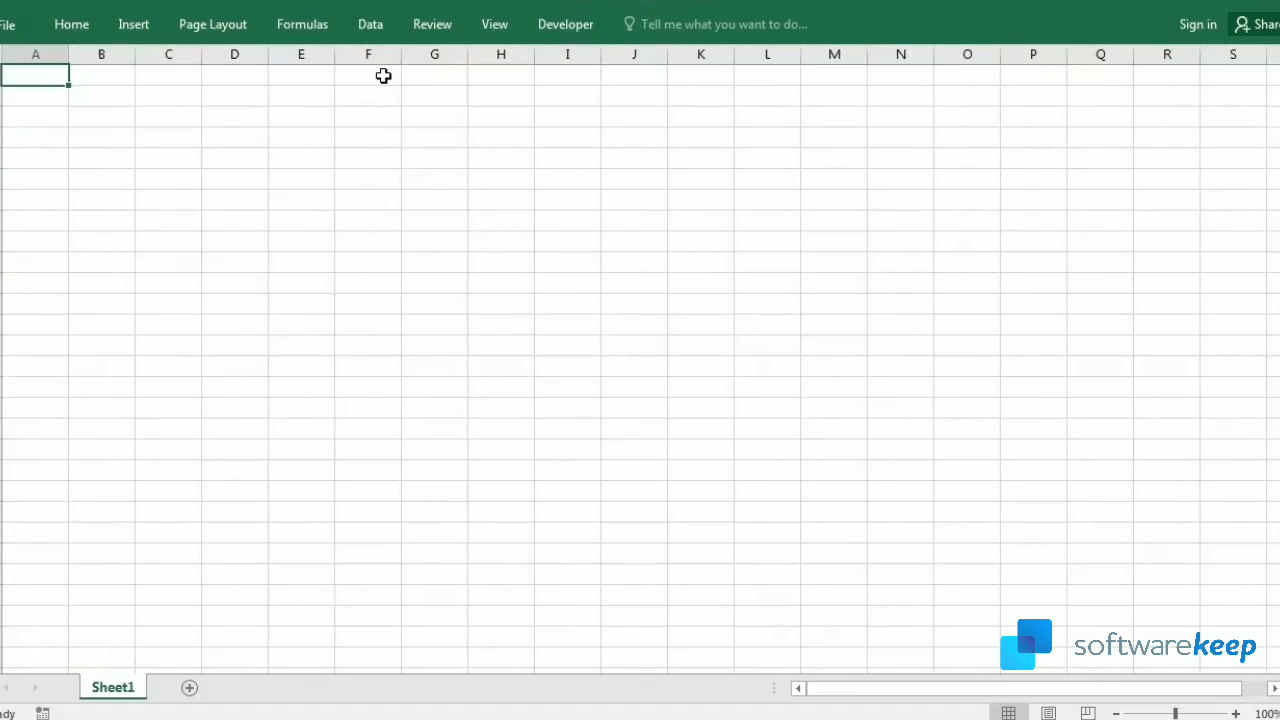 File Home Insert Page Layout Formulas Data Review View Developer Tell me what you want to do... Sign in Share
A B C D E F G H I J K L M N O P Q R S
softwarekeep
Sheet1
ady 100%